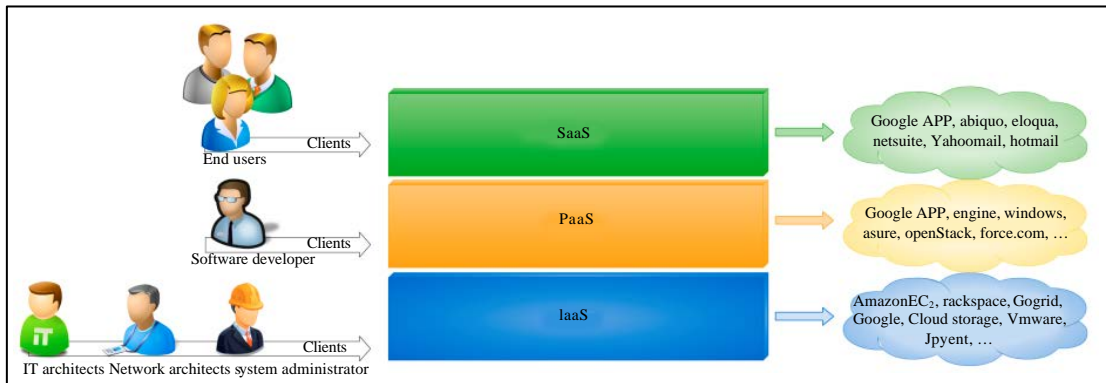 Clients
End users
SaaS
Google APP, abiquo, eloqua,
netsuite, Yahoomail, hotmail
Clients
Software developer
PaaS
Google APP, engine, windows,
asure, openStack, force.com, …
iT
Clients
IT architects Network architects system administrator
laaS
AmazonEC₂, rackspace, Gogrid,
Google, Cloud storage, Vmware,
Jpyent, …